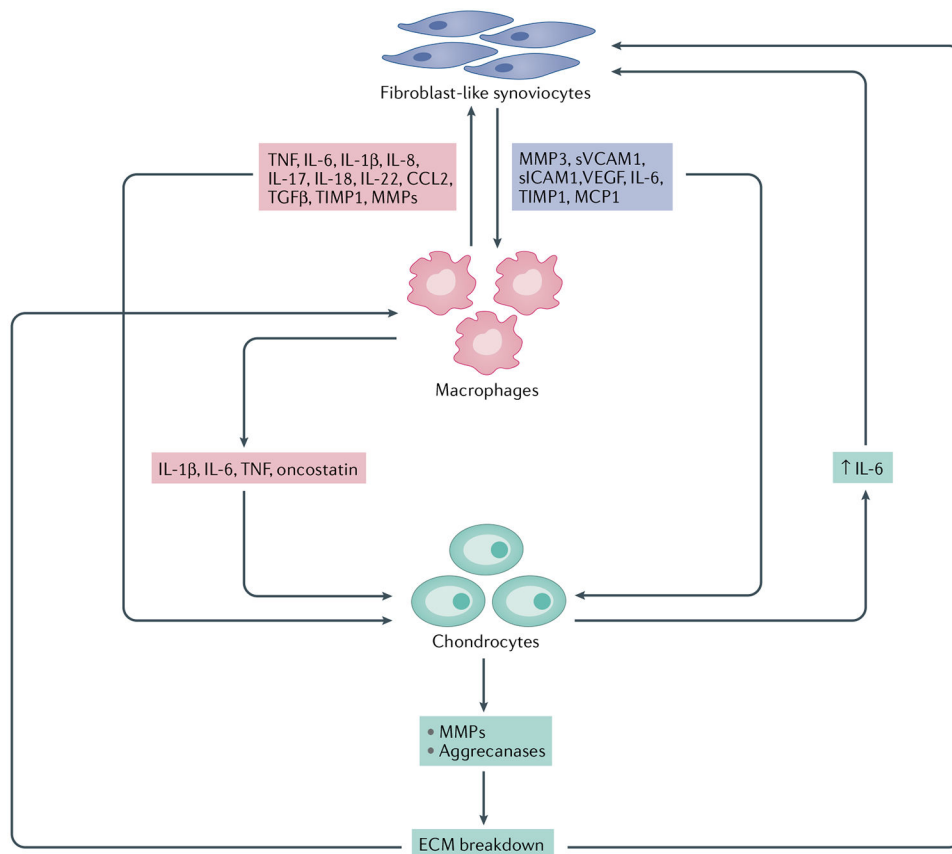 Fibroblast-like synoviocytes
TNF, IL-6, IL-1β, IL-8,
IL-17, IL-18, IL-22, CCL2,
TGFβ, TIMP1, MMPs
MMP3, sVCAM1,
sICAM1,VEGF, IL-6,
TIMP1, MCP1
Macrophages
IL-1β, IL-6, TNF, oncostatin
↑ IL-6
Chondrocytes
• MMPs
• Aggrecanases
ECM breakdown